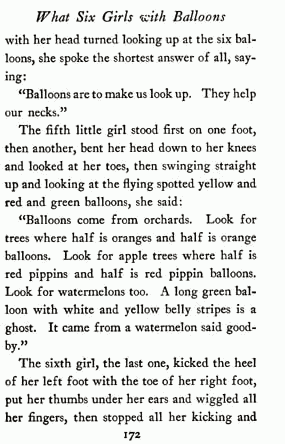 What Six Girls with Balloons
with her head turned looking up at the six bal-
loons, she spoke the shortest answer of all, say-
ing:
"Balloons are to make us look up. They help
our necks."
The fifth little girl stood first on one foot,
then another, bent her head down to her knees
and looked at her toes, then swinging straight
up and looking at the flying spotted yellow and
red and green balloons, she said:
"Balloons come from orchards. Look for
trees where half is oranges and half is orange
balloons. Look for apple trees where half is
red pippins and half is red pippin balloons.
Look for watermelons too. A long green bal-
loon with white and yellow belly stripes is a
ghost. It came from a watermelon said good-
by."
The sixth girl, the last one, kicked the heel
of her left foot with the toe of her right foot,
put her thumbs under her ears and wiggled all
her fingers, then stopped all her kicking and
172